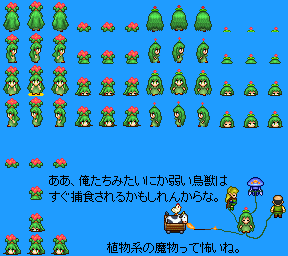 ああ、俺たちみたいにか弱い鳥獣は
すぐ捕食されるかもしれんからな。
植物系の魔物って怖いね。